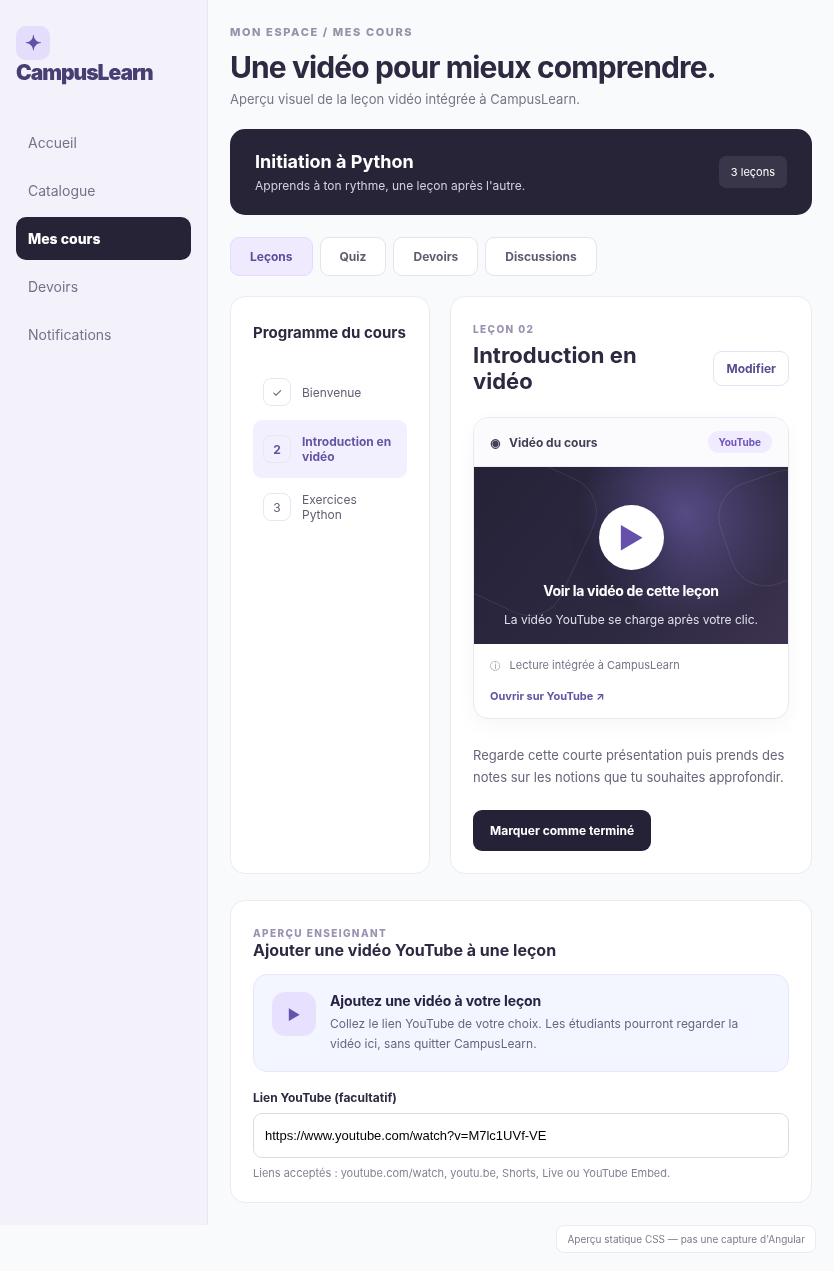 CampusLearn
Accueil
Catalogue
Mes cours
Devoirs
Notifications
MON ESPACE / MES COURS
Une vidéo pour mieux comprendre.
Aperçu visuel de la leçon vidéo intégrée à CampusLearn.
Initiation à Python
Apprends à ton rythme, une leçon après l'autre.
3 leçons
Leçons
Quiz
Devoirs
Discussions
Programme du cours
✓ Bienvenue
2 Introduction en
vidéo
3 Exercices
Python
LEÇON 02
Introduction en
vidéo
Modifier
Vidéo du cours
YouTube
Voir la vidéo de cette leçon
La vidéo YouTube se charge après votre clic.
ⓘ Lecture intégrée à CampusLearn
Ouvrir sur YouTube ↗
Regarde cette courte présentation puis prends des
notes sur les notions que tu souhaites approfondir.
Marquer comme terminé
APERÇU ENSEIGNANT
Ajouter une vidéo YouTube à une leçon
Ajoutez une vidéo à votre leçon
Collez le lien YouTube de votre choix. Les étudiants pourront regarder la
vidéo ici, sans quitter CampusLearn.
Lien YouTube (facultatif)
https://www.youtube.com/watch?v=M7lc1UVf-VE
Liens acceptés : youtube.com/watch, youtu.be, Shorts, Live ou YouTube Embed.
Aperçu statique CSS — pas une capture d'Angular